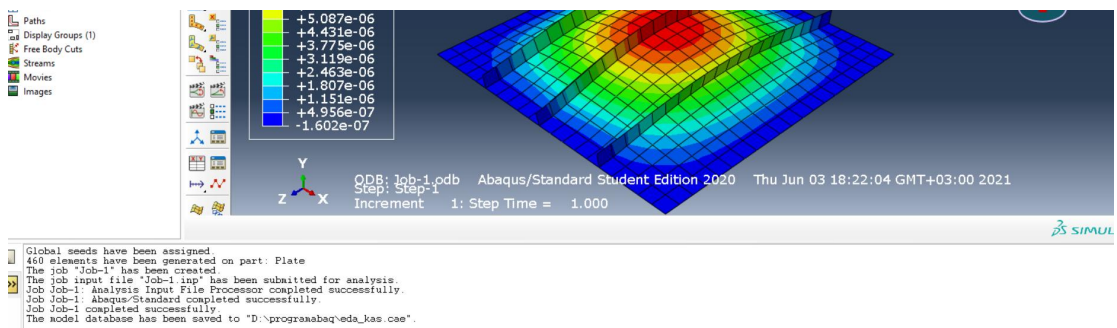 Paths
Display Groups (1)
Free Body Cuts
Streams
Movies
Images
+5.087e-06
+4.431e-06
+3.775e-06
+3.119e-06
+2.463e-06
+1.807e-06
+1.151e-06
+4.956e-07
-1.602e-07
Y
Z X
ODB: Job-1.odb Abaqus/Standard Student Edition 2020 Thu Jun 03 18:22:04 GMT+03:00 2021
Step: Step-1
Increment 1: Step Time = 1.000
SIMUL
Global seeds have been assigned.
460 elements have been generated on part: Plate
The job "Job-1" has been created.
The job input file "Job-1.inp" has been submitted for analysis.
Job Job-1: Analysis Input File Processor completed successfully.
Job Job-1: Abaqus/Standard completed successfully.
Job Job-1 completed successfully.
The model database has been saved to "D:\programabaq\eda_kas.cae".